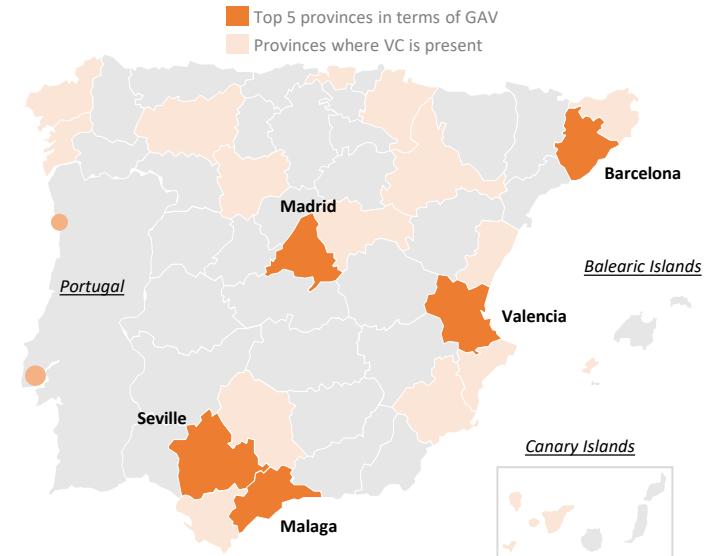 Top 5 provinces in terms of GAV
Provinces where VC is present
Barcelona
Madrid
Balearic Islands
Portugal
Valencia
Seville
Canary Islands
Malaga